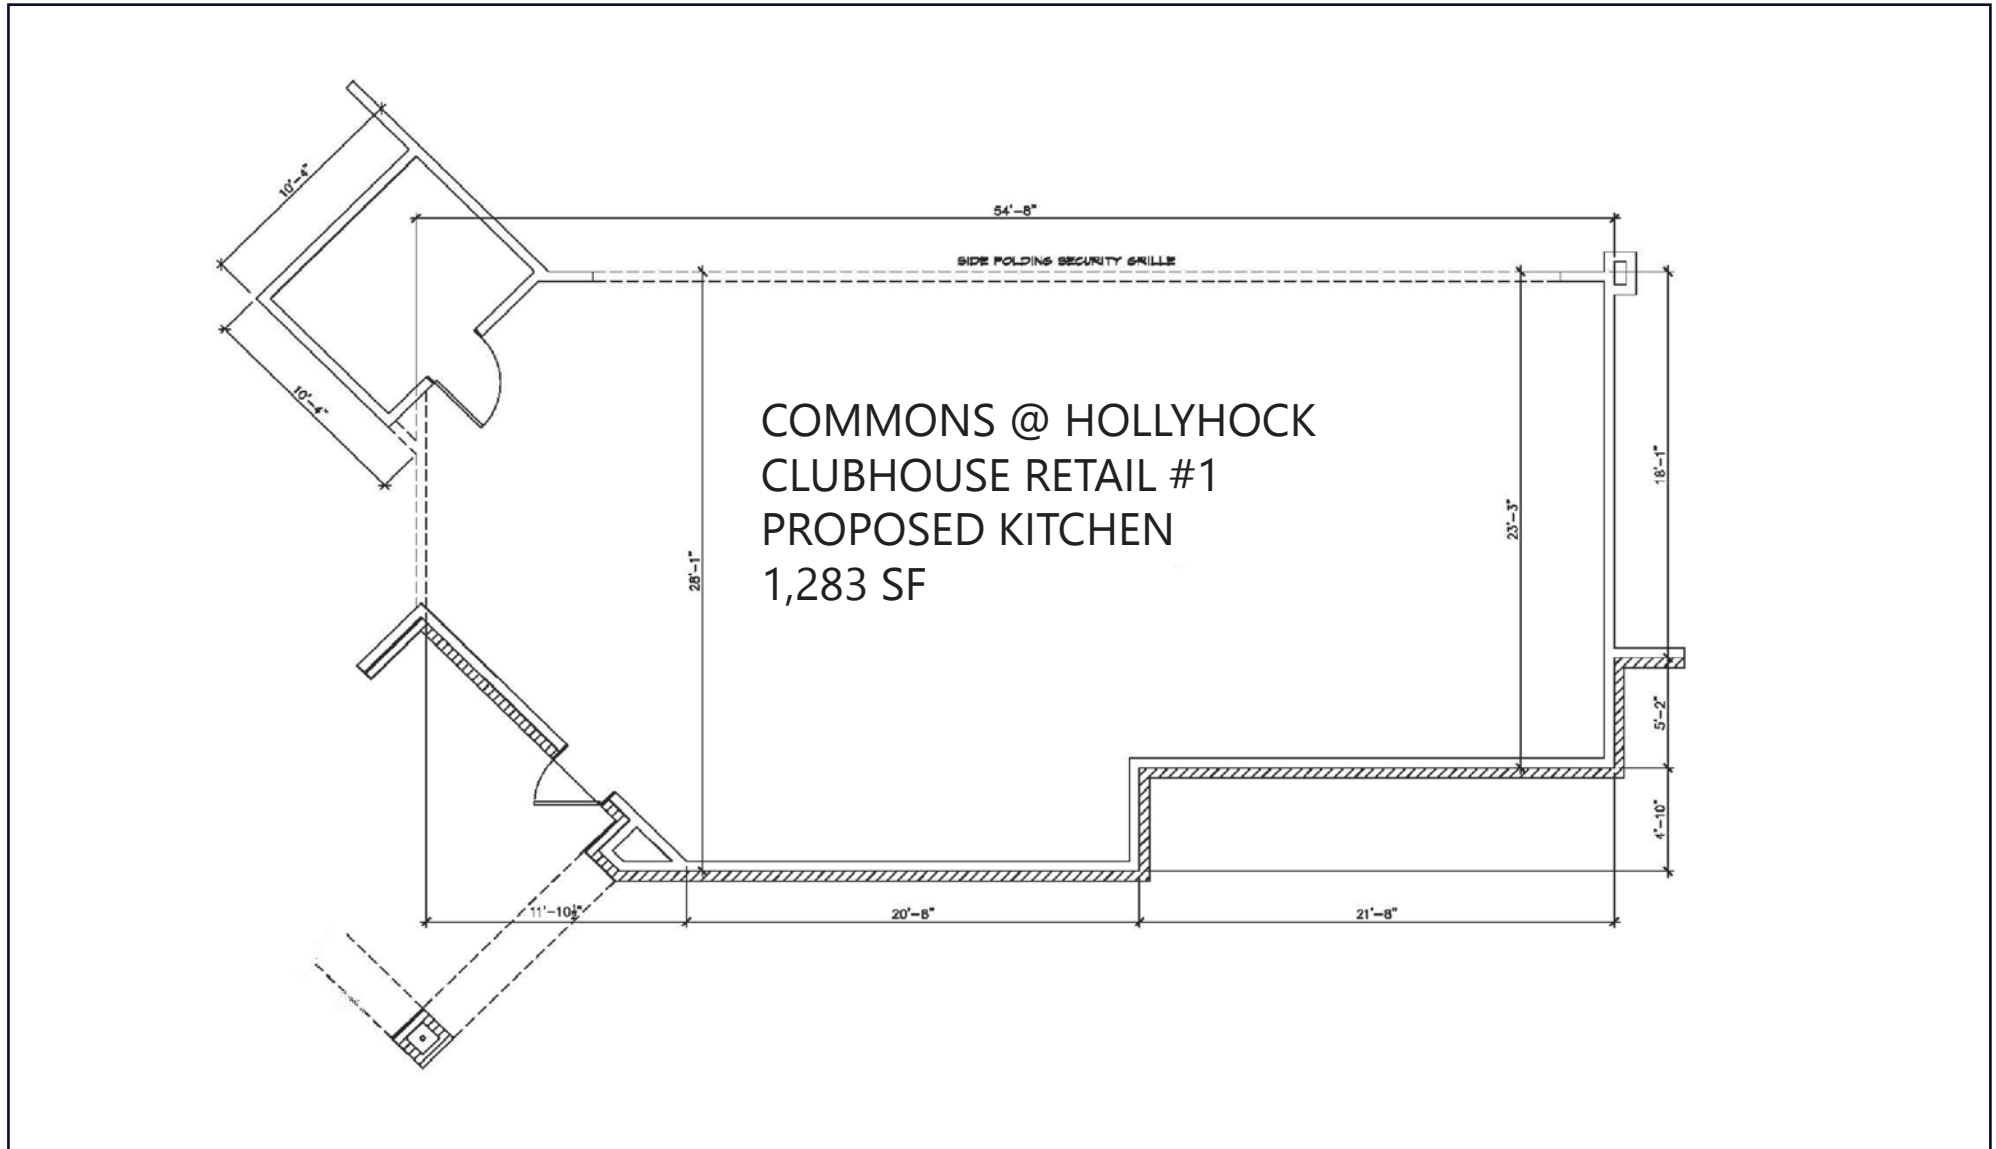 10'-4"
54'-8"
SIDE FOLDING SECURITY GRILLE
10'-4"
COMMONS @ HOLLYHOCK
CLUBHOUSE RETAIL #1
PROPOSED KITCHEN
1,283 SF
18'-1"
23'-3"
28'-1"
5'-2"
4'-10"
11'-10½"
20'-8"
21'-8"